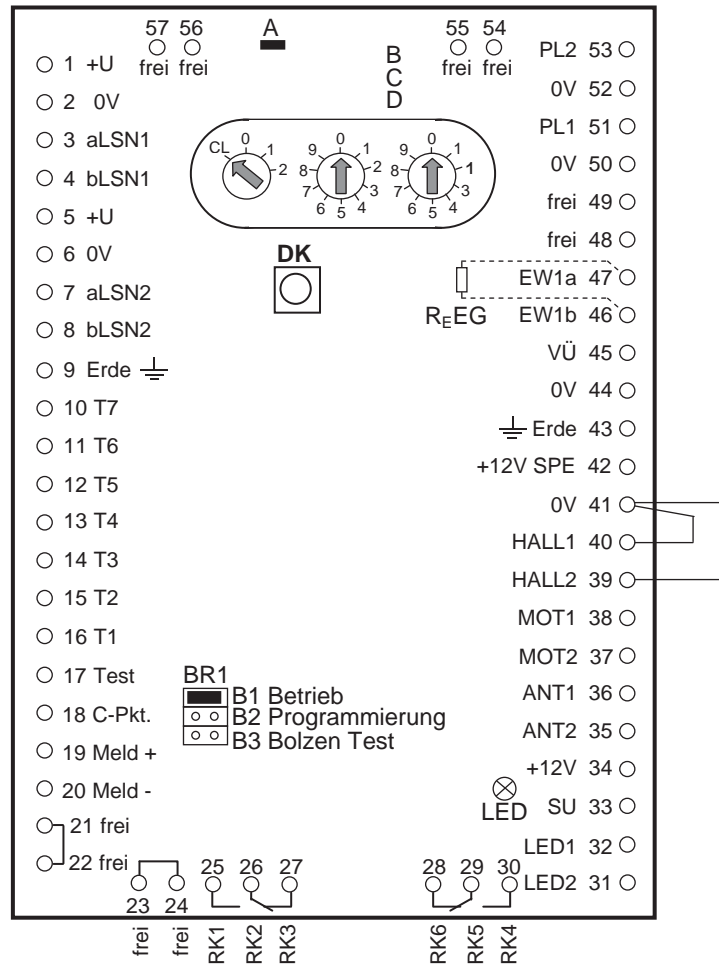 57 56
frei frei
A
B
C
D
55 54
frei frei
1 +U
2 0V
3 aLSN1
4 bLSN1
5 +U
6 0V
7 aLSN2
8 bLSN2
9 Erde
10 T7
11 T6
12 T5
13 T4
14 T3
15 T2
16 T1
17 Test
18 C-Pkt.
19 Meld +
20 Meld -
21 frei
22 frei
CL 0 1 2
0 1 2 3 4 5 6 7 8 9
0 1 1 3 4 5 6 7 8 9
DK
REEG
BR1
B1 Betrieb
B2 Programmierung
B3 Bolzen Test
LED
PL2 53
0V 52
PL1 51
0V 50
frei 49
frei 48
EW1a 47
EW1b 46
VÜ 45
0V 44
Erde 43
+12V SPE 42
0V 41
HALL1 40
HALL2 39
MOT1 38
MOT2 37
ANT1 36
ANT2 35
+12V 34
SU 33
LED1 32
LED2 31
23 24
frei frei
25 26 27
RK1 RK2 RK3
28 29 30
RK6 RK5 RK4